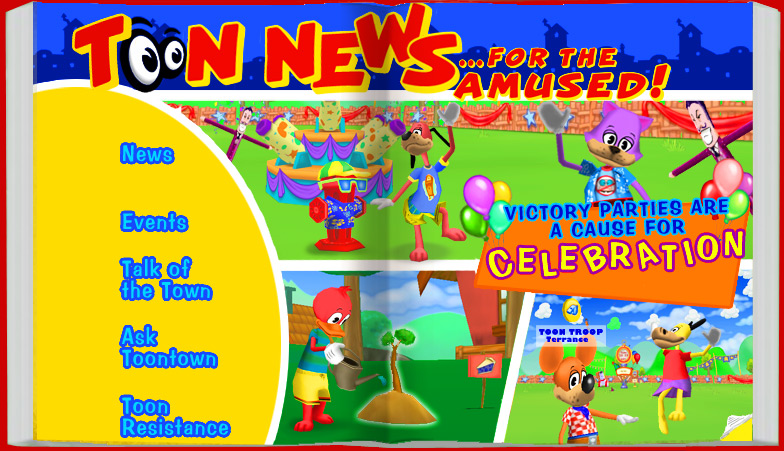 TOON NEWS ...FOR THE
AMUSED!
News
Events
Talk of
the Town
Ask
Toontown
Toon
Resistance
VICTORY PARTIES ARE
A CAUSE FOR
CELEBRATION
TOON TROOP
Terrance